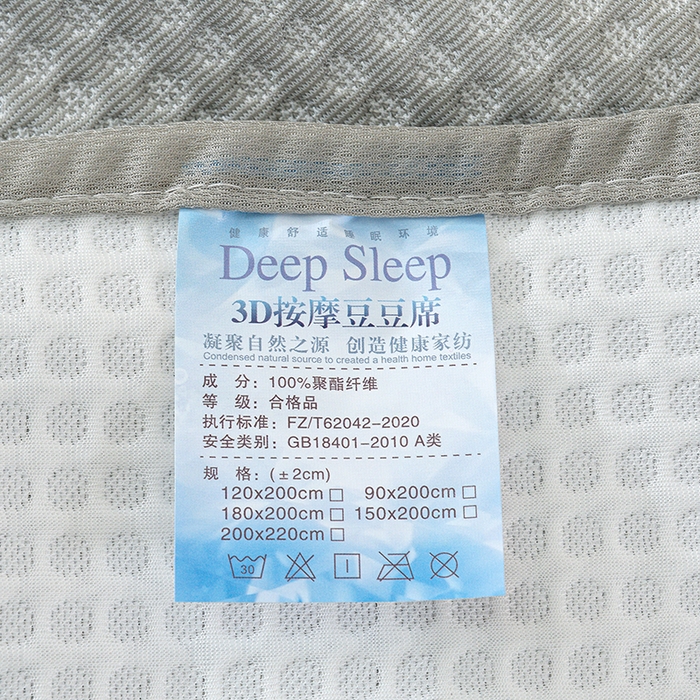 健康舒适睡眠环境
Deep Sleep
3D按摩豆豆席
凝聚自然之源 创造健康家纺
Condensed natural source to created a health home textiles
成 分：100%聚酯纤维
等 级：合格品
执行标准：FZ/T62042-2020
安全类别：GB18401-2010 A类
规 格：(±2cm)
120x200cm□ 90x200cm□
180x200cm□ 150x200cm□
200x220cm□
30